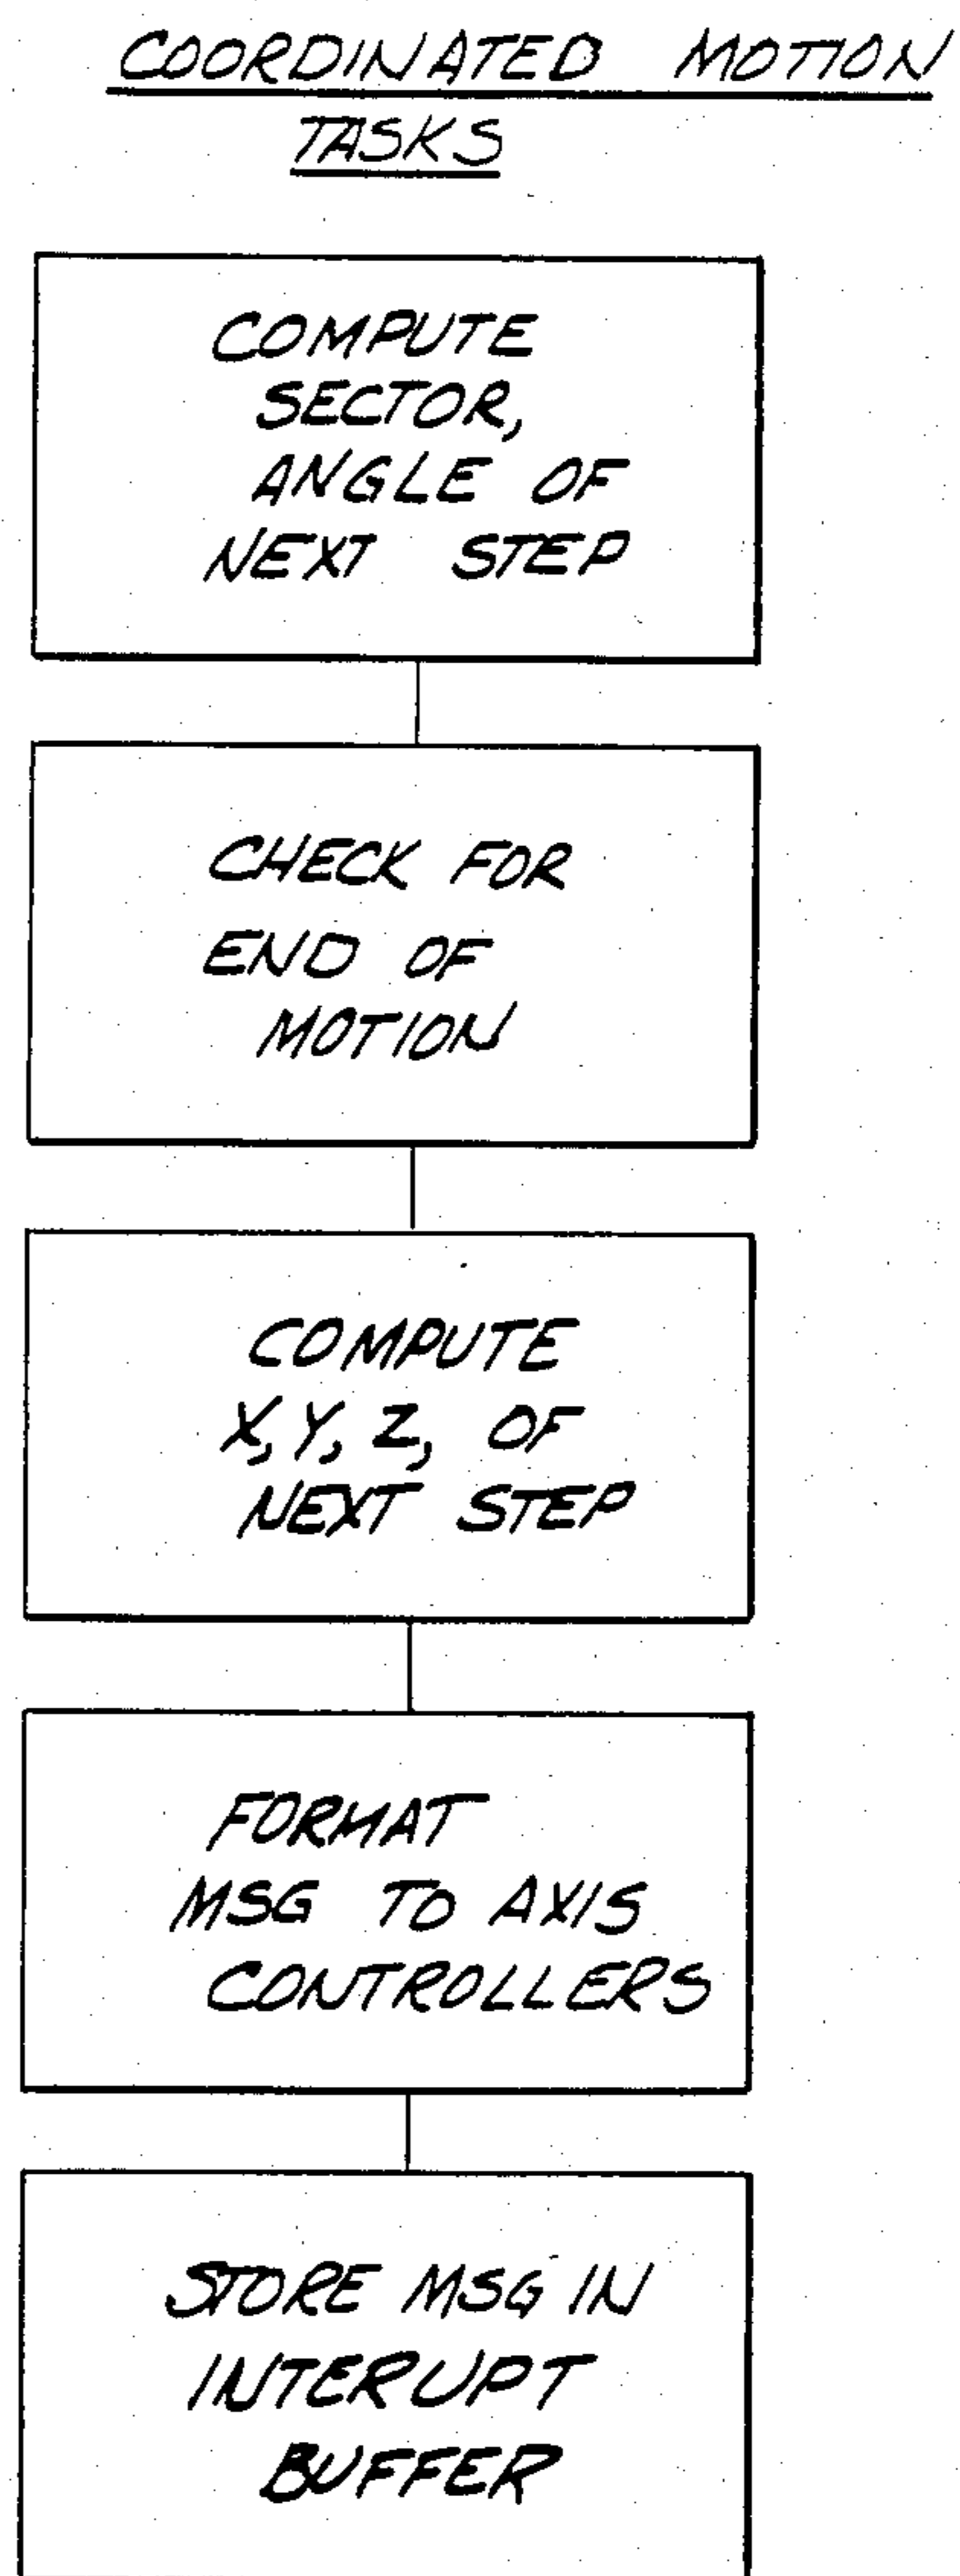 COORDINATED MOTION
TASKS
COMPUTE
SECTOR,
ANGLE OF
NEXT STEP
CHECK FOR
END OF
MOTION
COMPUTE
X, Y, Z, OF
NEXT STEP
FORMAT
MSG TO AXIS
CONTROLLERS
STORE MSG IN
INTERUPT
BUFFER